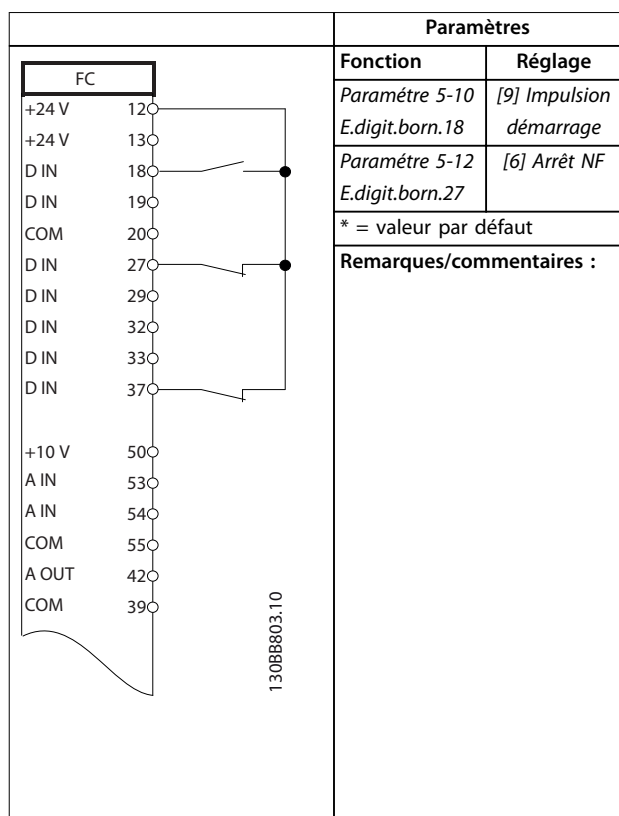 FC
+24 V 12
+24 V 13
D IN 18
D IN 19
COM 20
D IN 27
D IN 29
D IN 32
D IN 33
D IN 37
+10 V 50
A IN 53
A IN 54
COM 55
A OUT 42
COM 39
130BB803.10
Paramètres
Fonction Réglage
Paramétre 5-10 [9] Impulsion
E.digit.born.18 démarrage
Paramétre 5-12 [6] Arrêt NF
E.digit.born.27
* = valeur par défaut
Remarques/commentaires :